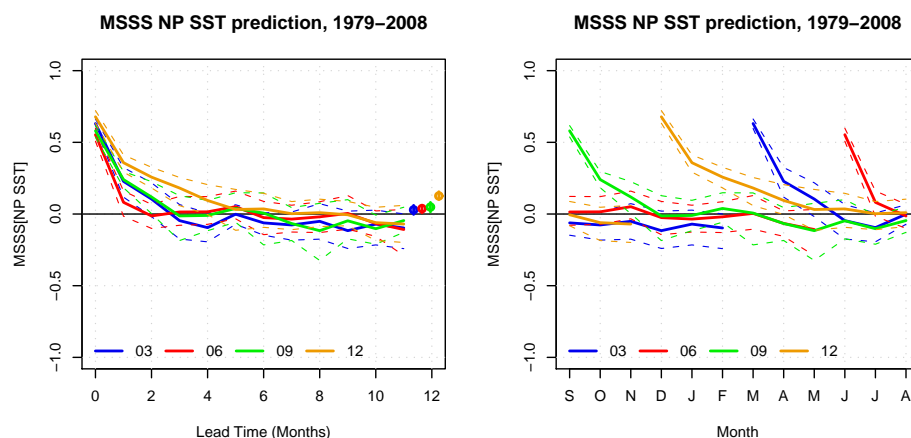 MSSS NP SST prediction, 1979−2008
MSSS[NP SST]
1.0
0.5
0.0
−0.5
−1.0
03 06 09 12
0 2 4 6 8 10 12
Lead Time (Months)
MSSS NP SST prediction, 1979−2008
MSSS[NP SST]
1.0
0.5
0.0
−0.5
−1.0
03 06 09 12
S O N D J F M A M J J A
Month